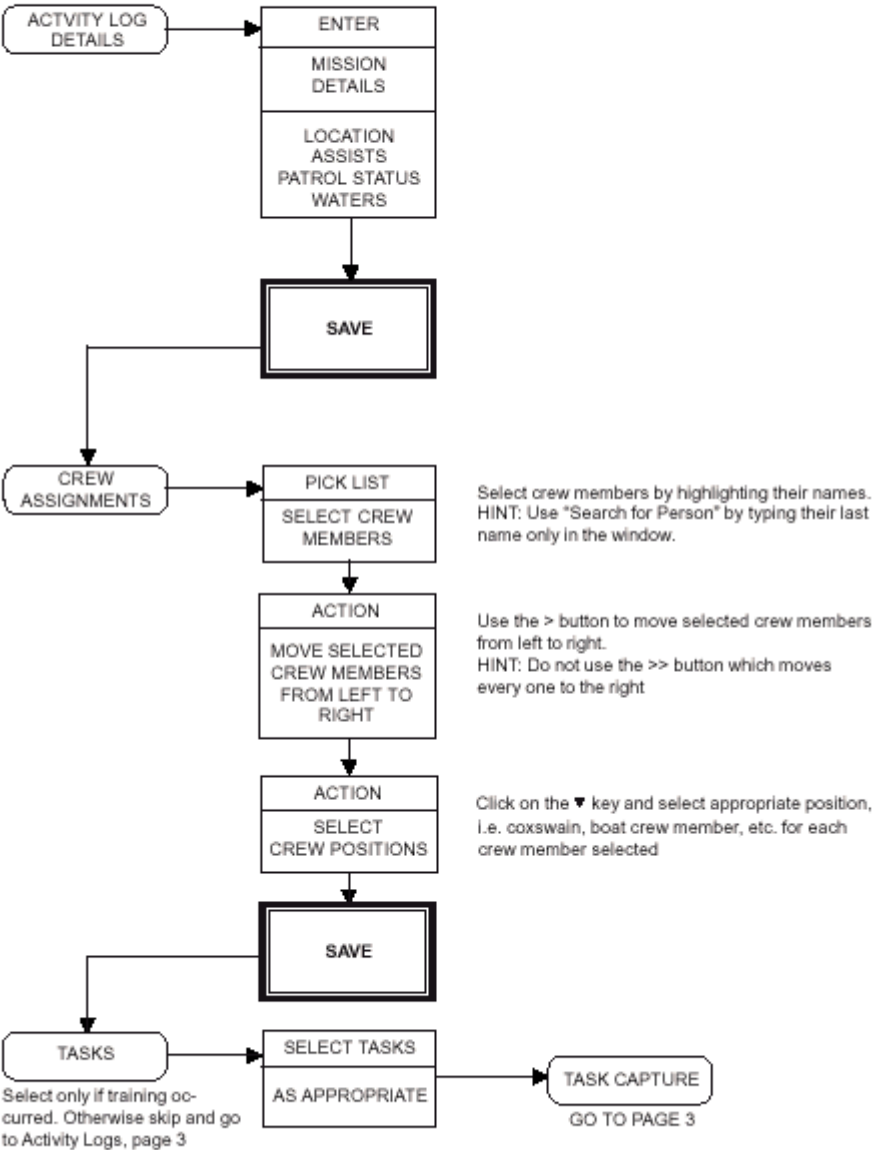 ACTVITY LOG
DETAILS
ENTER
MISSION
DETAILS
LOCATION
ASSISTS
PATROL STATUS
WATERS
SAVE
CREW
ASSIGNMENTS
PICK LIST
SELECT CREW
MEMBERS
Select crew members by highlighting their names.
HINT: Use "Search for Person" by typing their last
name only in the window.
ACTION
MOVE SELECTED
CREW MEMBERS
FROM LEFT TO
RIGHT
Use the > button to move selected crew members
from left to right.
HINT: Do not use the >> button which moves
every one to the right
ACTION
SELECT
CREW POSITIONS
Click on the ▼ key and select appropriate position,
i.e. coxswain, boat crew member, etc. for each
crew member selected
SAVE
TASKS
Select only if training oc-
curred. Otherwise skip and go
to Activity Logs, page 3
SELECT TASKS
AS APPROPRIATE
TASK CAPTURE
GO TO PAGE 3